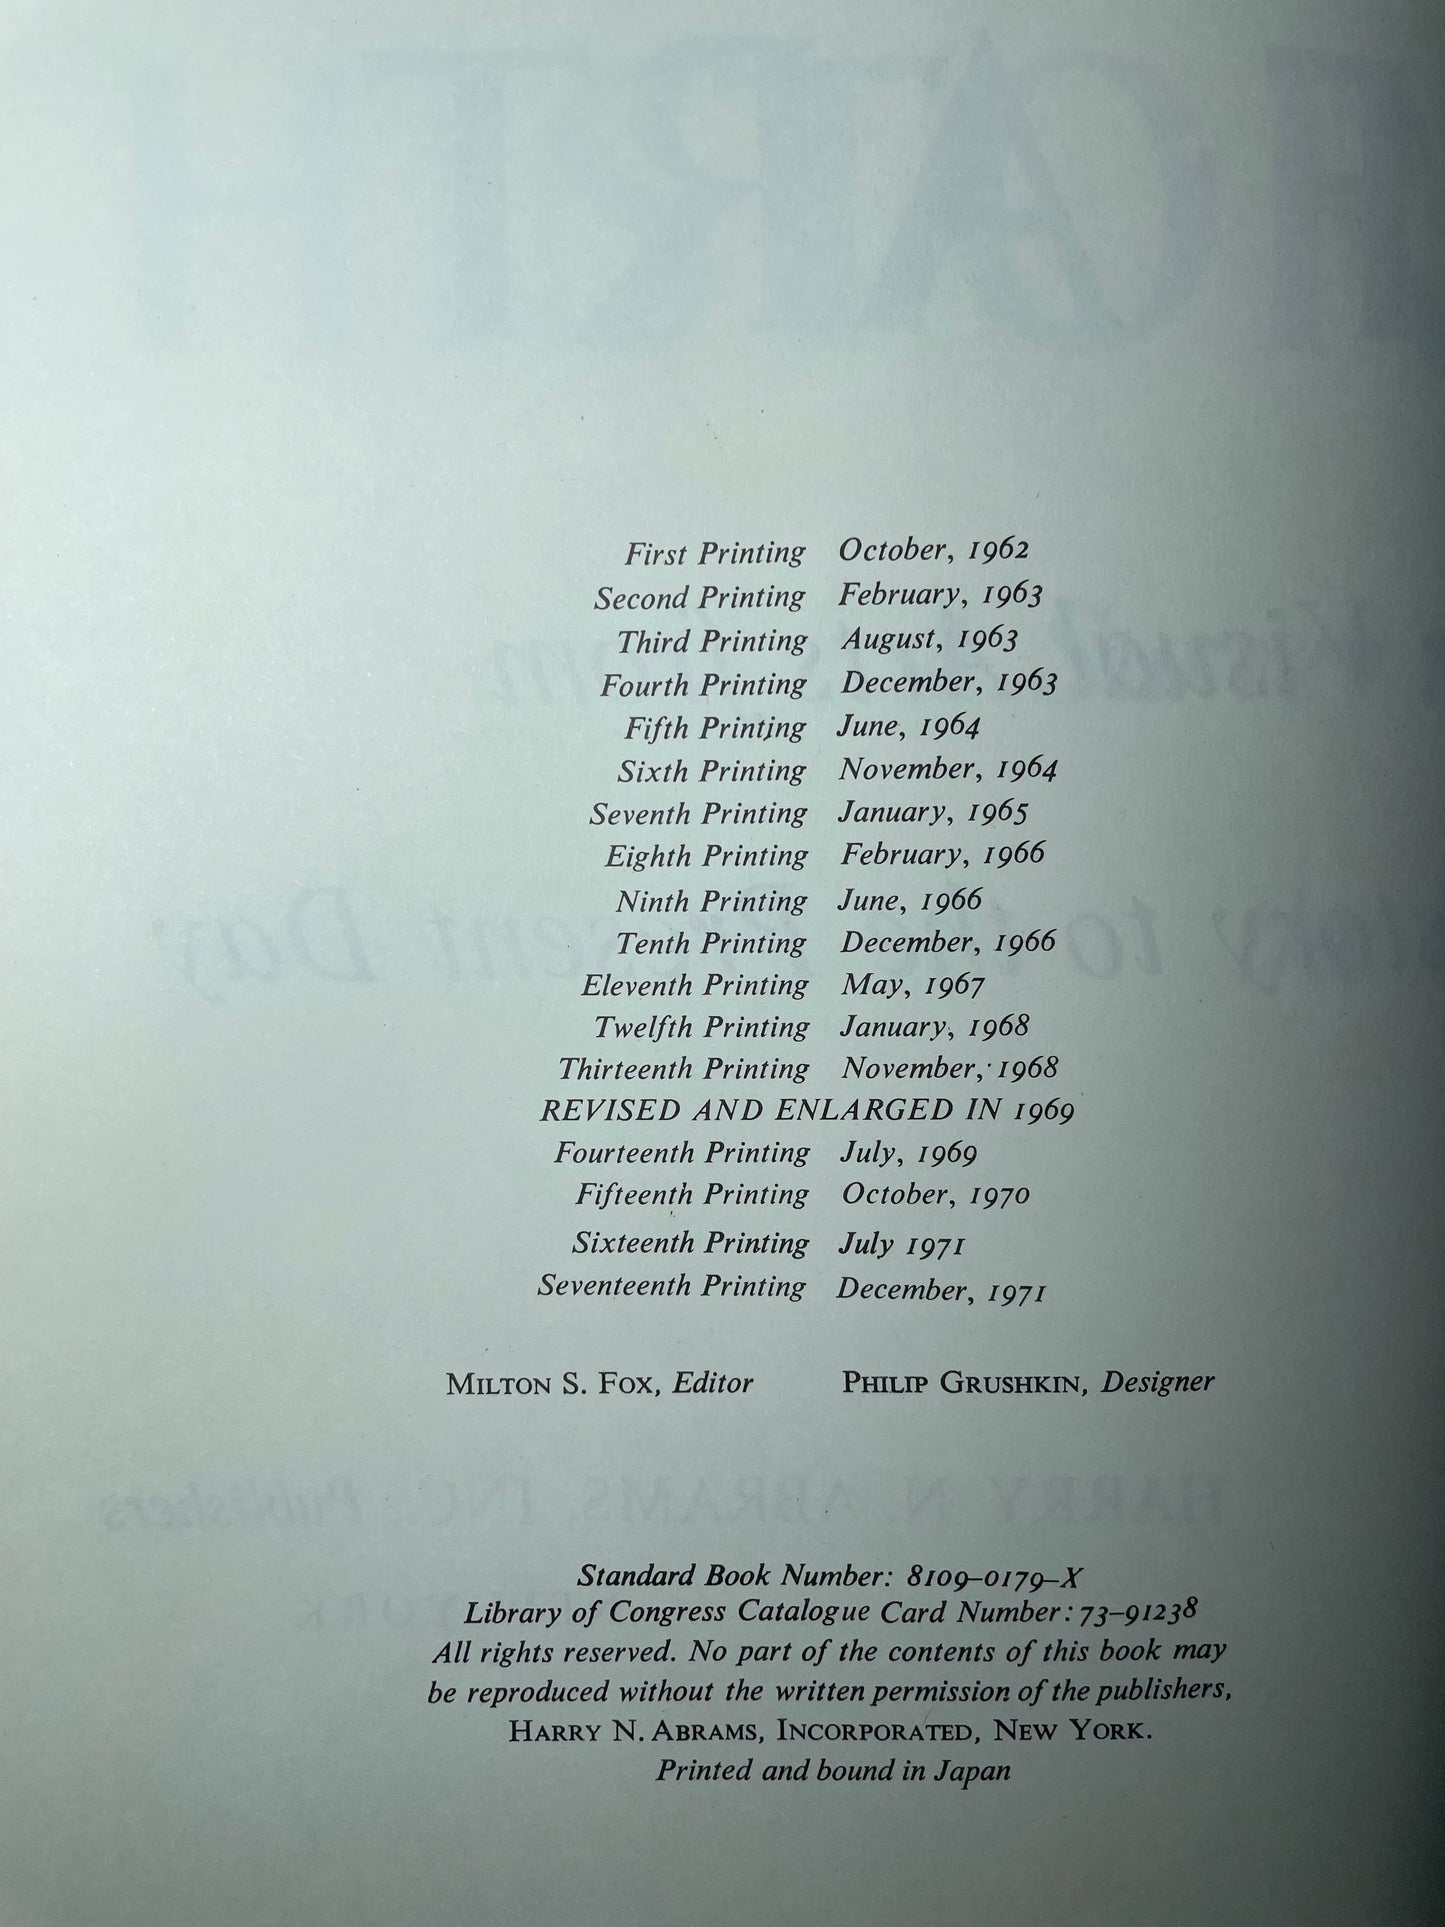 First Printing October, 1962
Second Printing February, 1963
Third Printing August, 1963
Fourth Printing December, 1963
Fifth Printing June, 1964
Sixth Printing November, 1964
Seventh Printing January, 1965
Eighth Printing February, 1966
Ninth Printing June, 1966
Tenth Printing December, 1966
Eleventh Printing May, 1967
Twelfth Printing January, 1968
Thirteenth Printing November, 1968
REVISED AND ENLARGED IN 1969
Fourteenth Printing July, 1969
Fifteenth Printing October, 1970
Sixteenth Printing July 1971
Seventeenth Printing December, 1971
MILTON S. FOX, Editor PHILIP GRUSHKIN, Designer
HARRY N. ABRAMS, INC., Publishers
Standard Book Number: 8109-0179-X
Library of Congress Catalogue Card Number: 73-91238
All rights reserved. No part of the contents of this book may
be reproduced without the written permission of the publishers,
HARRY N. ABRAMS, INCORPORATED, NEW YORK.
Printed and bound in Japan